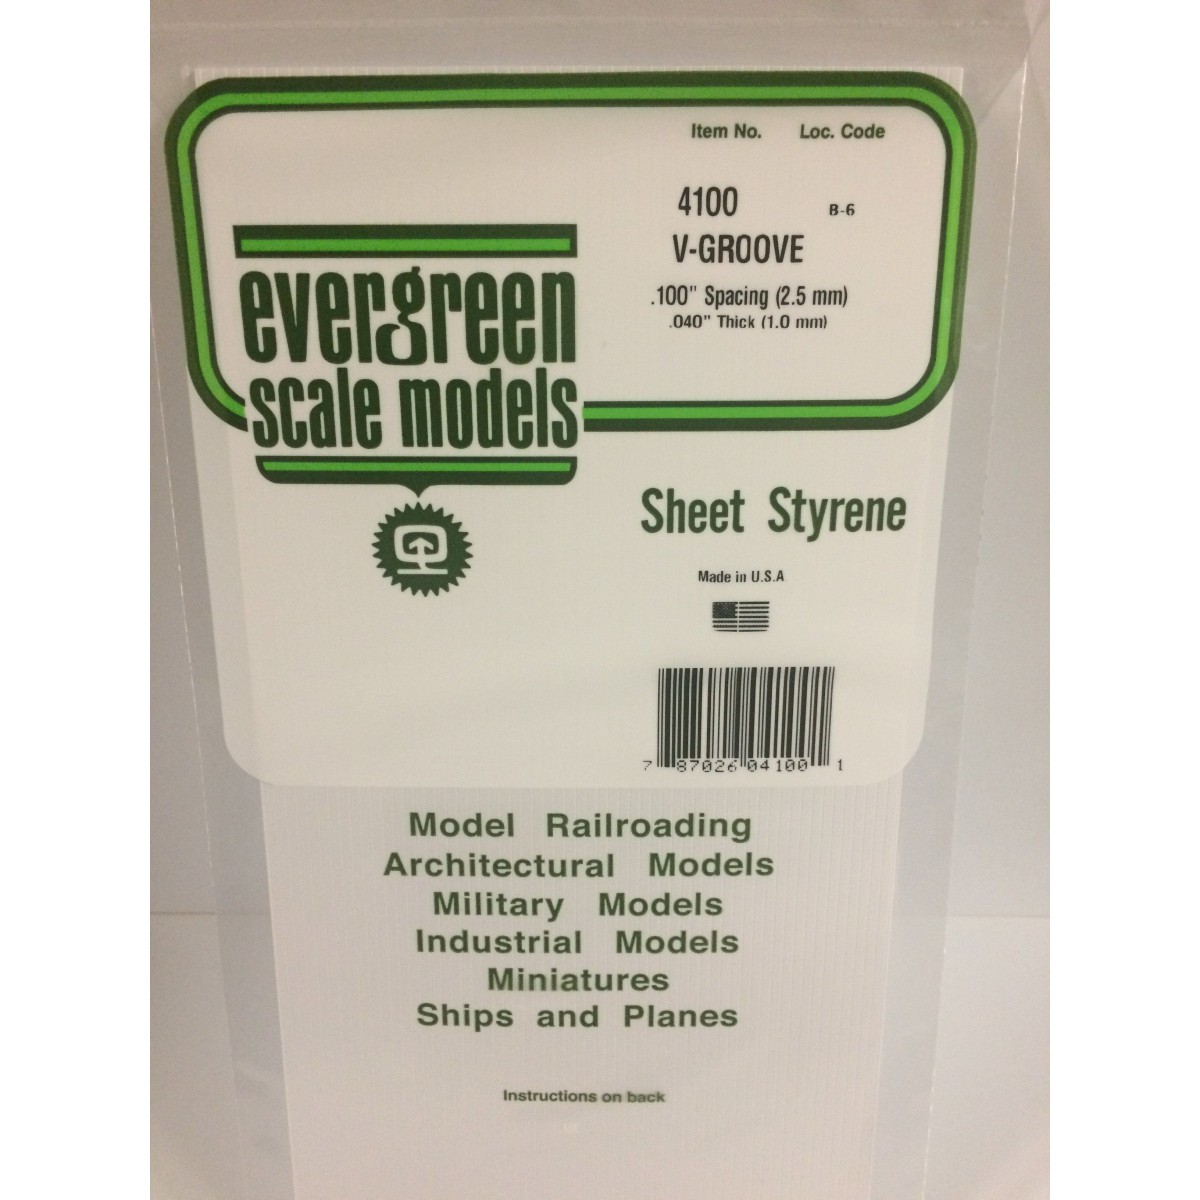 Item No. Loc. Code
4100 B-6
V-GROOVE
.100" Spacing (2.5 mm)
.040" Thick (1.0 mm)
evergreen
scale models
Sheet Styrene
Made in U.S.A
7 87026 04100 1
Model Railroading
Architectural Models
Military Models
Industrial Models
Miniatures
Ships and Planes
Instructions on back